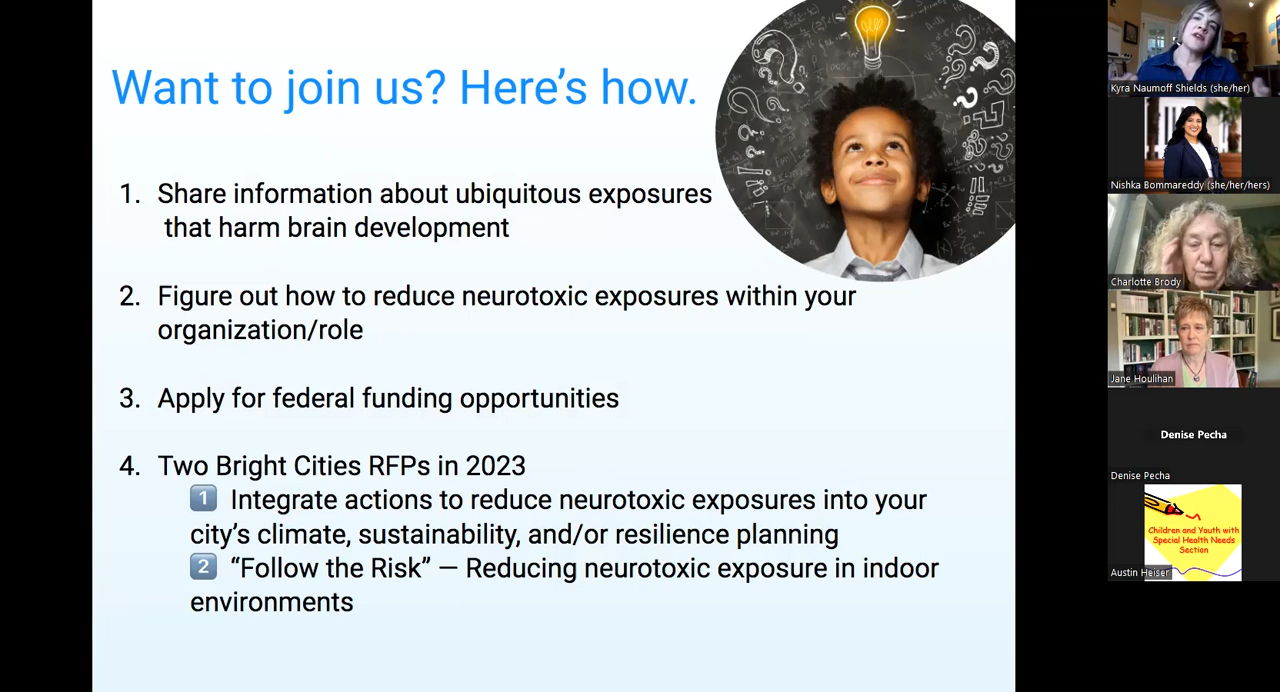 Want to join us? Here’s how.
1. Share information about ubiquitous exposures
that harm brain development
2. Figure out how to reduce neurotoxic exposures within your
organization/role
3. Apply for federal funding opportunities
4. Two Bright Cities RFPs in 2023
1 Integrate actions to reduce neurotoxic exposures into your
city’s climate, sustainability, and/or resilience planning
2 “Follow the Risk” — Reducing neurotoxic exposure in indoor
environments
Kyra Naumoff Shields (she/her)
Nishka Bommareddy (she/her/hers)
Charlotte Brody
Jane Houlihan
Denise Pecha
Denise Pecha
Children and Youth with
Special Health Needs
Section
Austin Heiser